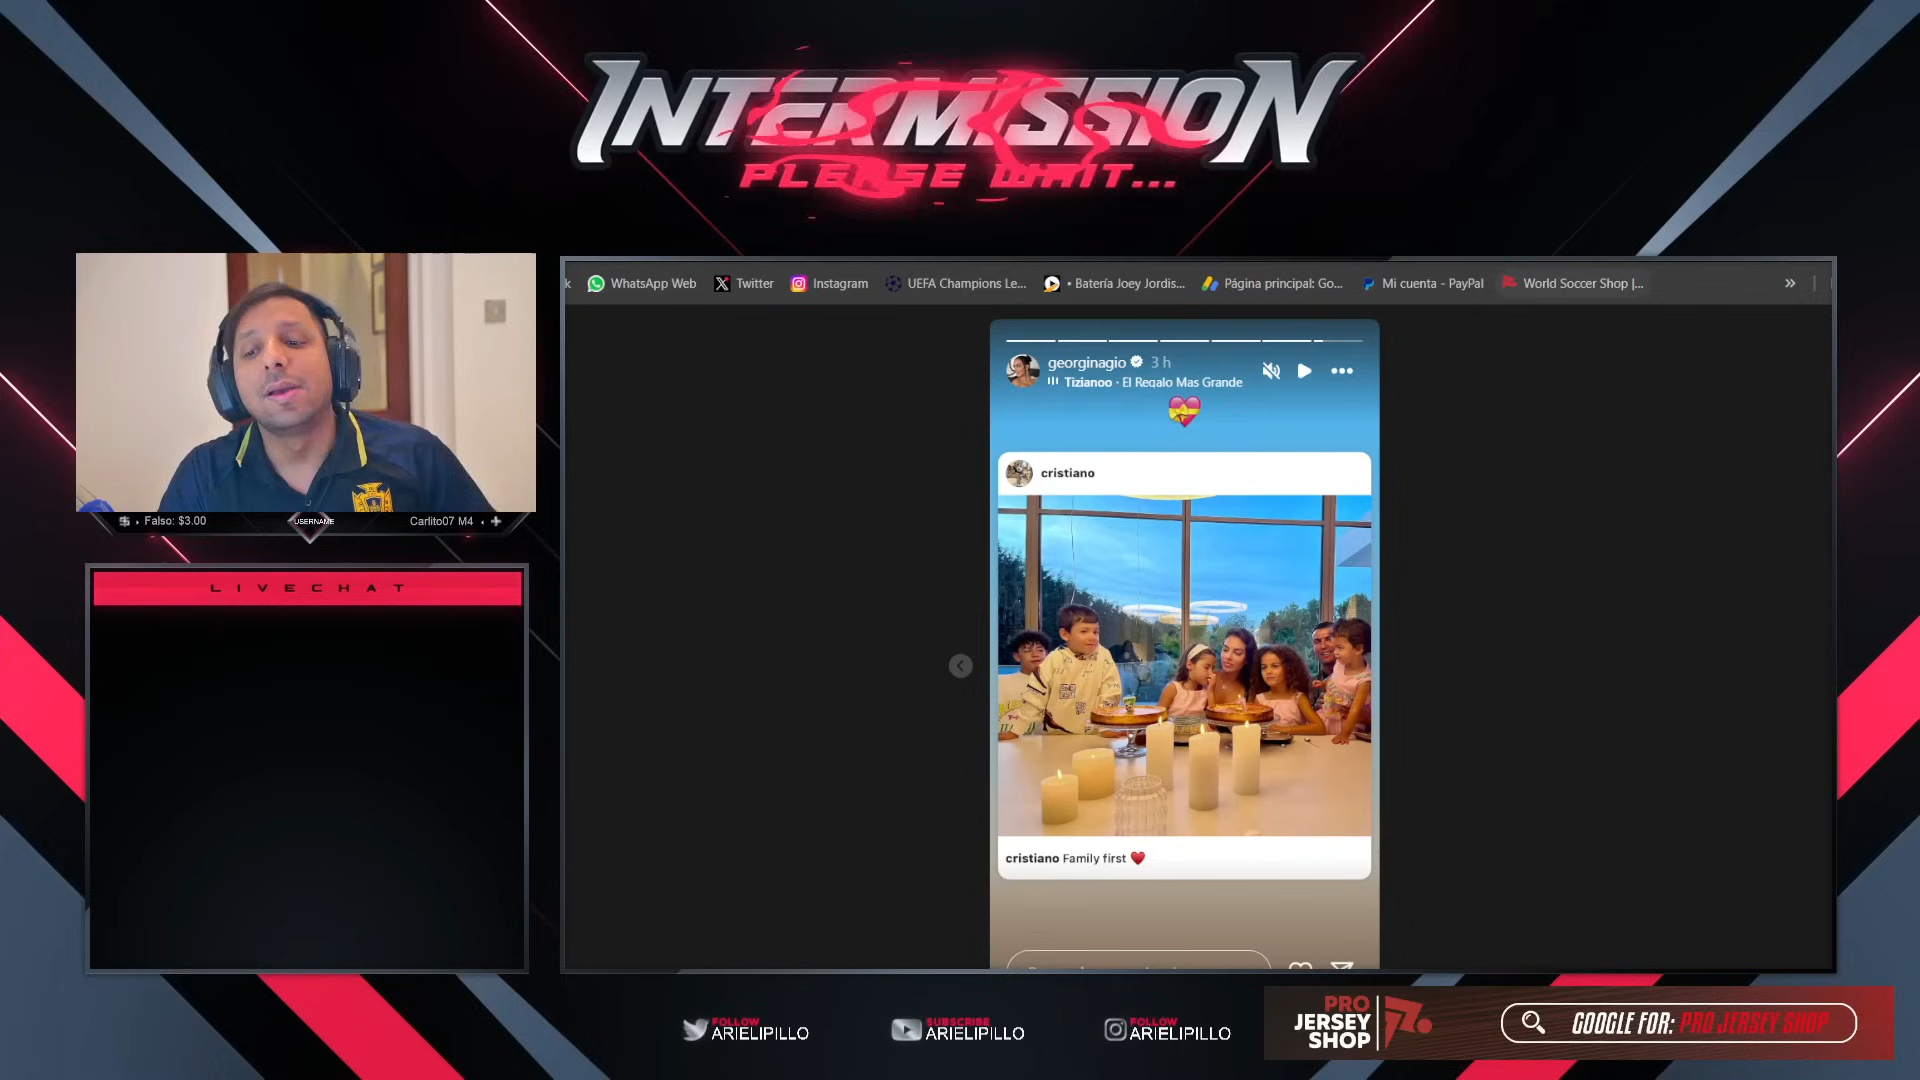 INTERMISSION
PLEASE WAIT...
k
WhatsApp Web
Twitter
Instagram
UEFA Champions Le...
• Batería Joey Jordis...
Página principal: Go...
Mi cuenta - PayPal
World Soccer Shop |...
»
georginagio 3 h
Tizianoo · El Regalo Mas Grande
cristiano
cristiano Family first
Falso: $3.00
USERNAME
Carlito07 M4
LIVECHAT
FOLLOW
ARIELIPILLO
SUBSCRIBE
ARIELIPILLO
FOLLOW
ARIELIPILLO
PRO
JERSEY
SHOP
GOOGLE FOR: PRO JERSEY SHOP